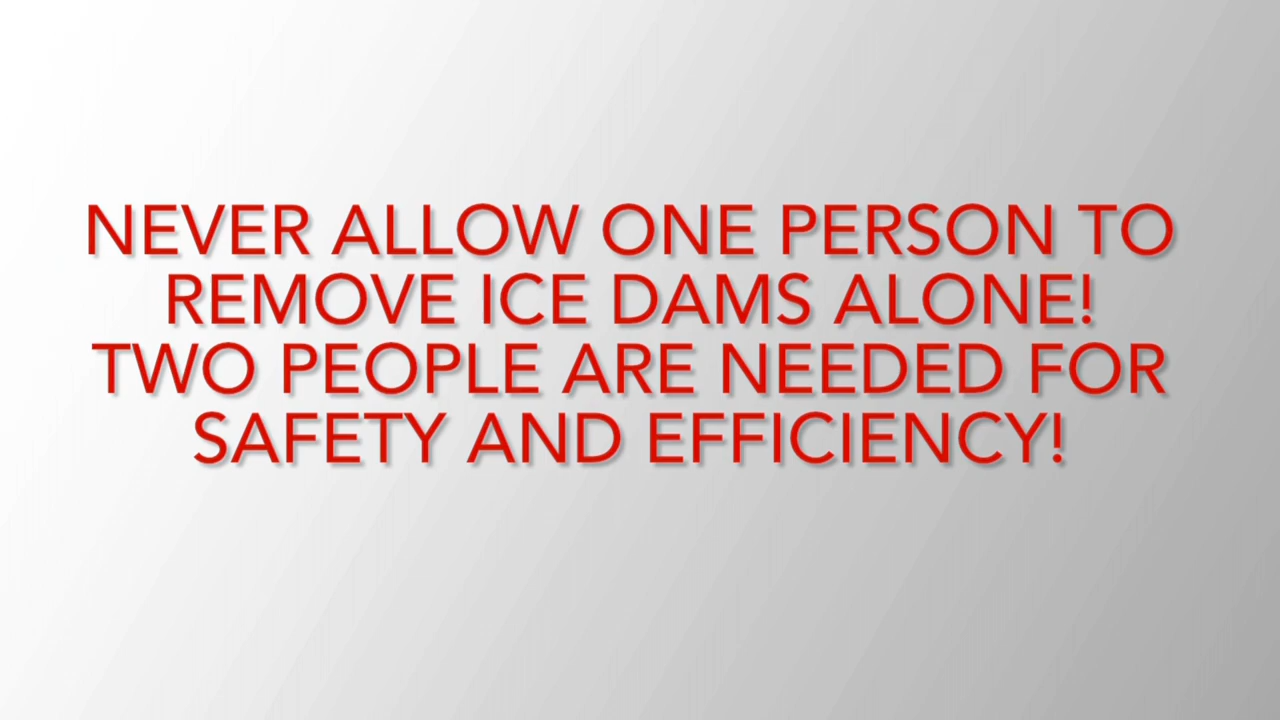 NEVER ALLOW ONE PERSON TO
REMOVE ICE DAMS ALONE!
TWO PEOPLE ARE NEEDED FOR
SAFETY AND EFFICIENCY!